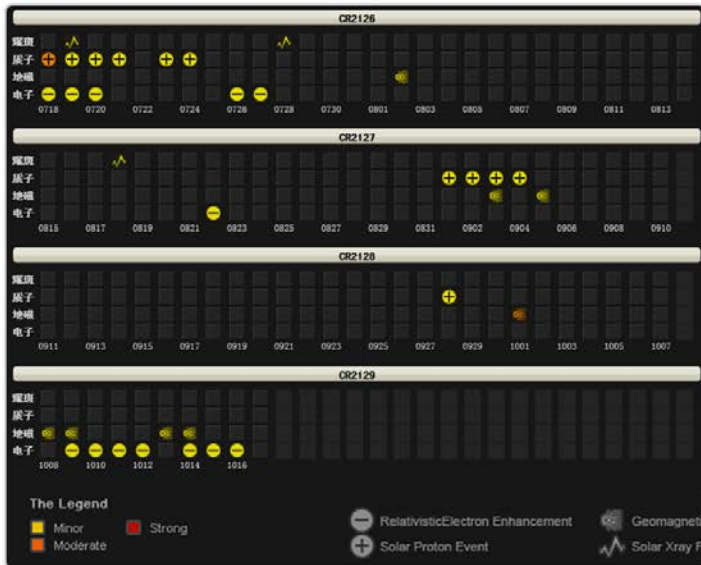 CR2126
耀斑
质子
地磁
电子
0718 0720 0722 0724 0726 0728 0730 0801 0803 0805 0807 0809 0811 0813
CR2127
耀斑
质子
地磁
电子
0815 0817 0819 0821 0823 0825 0827 0829 0831 0902 0904 0906 0908 0910
CR2128
耀斑
质子
地磁
电子
0911 0913 0915 0917 0919 0921 0923 0925 0927 0929 1001 1003 1005 1007
CR2129
耀斑
质子
地磁
电子
1008 1010 1012 1014 1016
The Legend
Minor Strong RelativisticElectron Enhancement Geomagneti
Moderate Solar Proton Event Solar Xray F